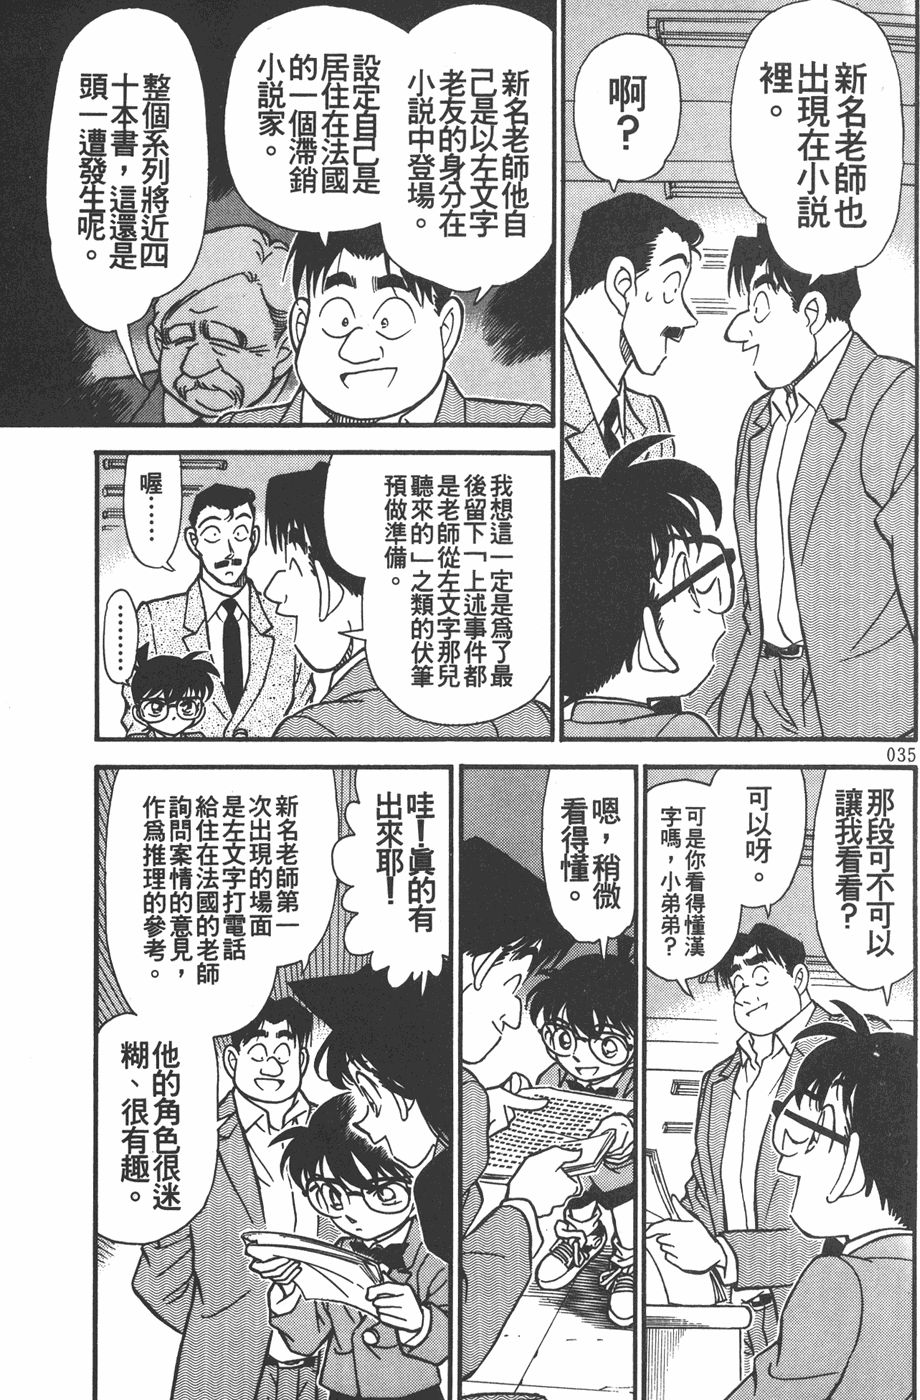 新名老師也
出現在小說
裡。
啊？
新名老師他自
己是以左文字
老友的身分在
小說中登場。
設定自己是
居住在法國
的一個滯銷
小說家。
整個系列將近四
十本書，這還是
頭一遭發生呢。
我想這一定是爲了最
後留下「上述事件都
是老師從左文字那兒
聽來的」之類的伏筆
預做準備。
喔……
………
035
那段可不可以
讓我看看？
可以呀。
可是你看得懂漢
字嗎，小弟弟？
嗯，稍微
看得懂。
哇！眞的有
出來耶！
新名老師第一
次出現的場面
是左文字打電話
給住在法國的老師
詢問案情的意見，
作爲推理的參考。
他的角色很迷
糊、很有趣。